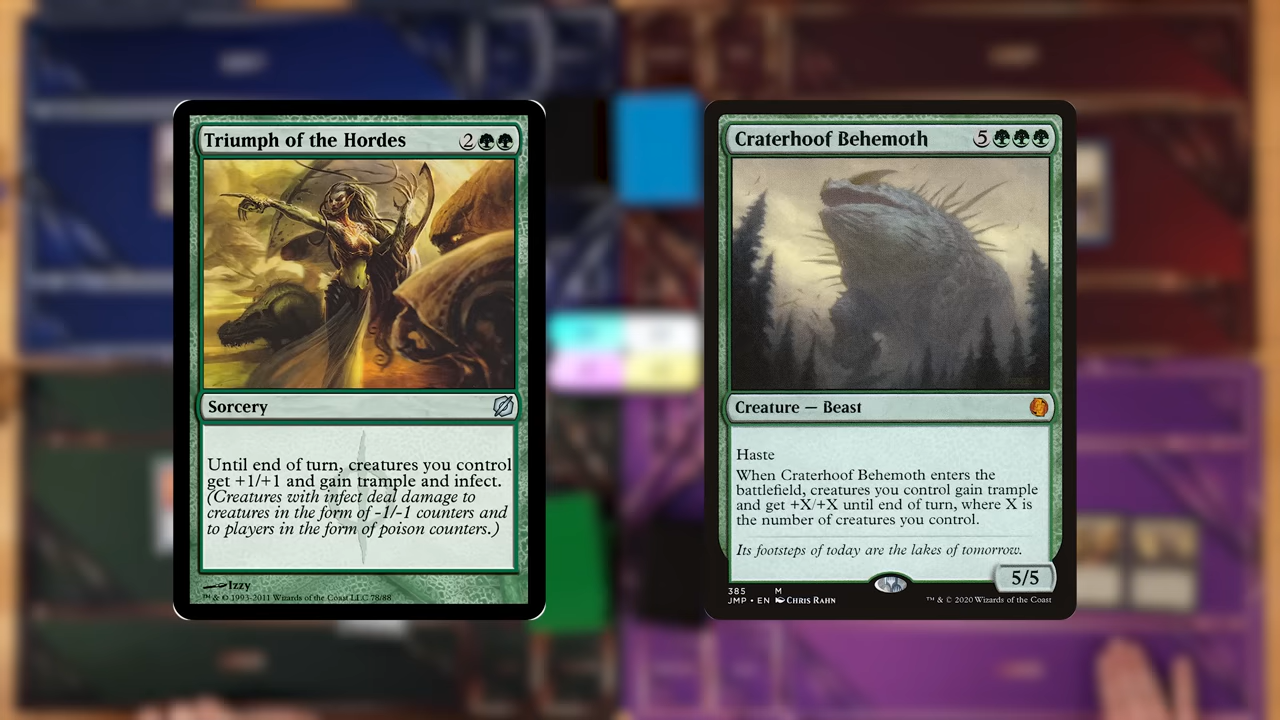 Triumph of the Hordes 2
Sorcery
Until end of turn, creatures you control
get +1/+1 and gain trample and infect.
(Creatures with infect deal damage to
creatures in the form of -1/-1 counters and
to players in the form of poison counters.)
Izzy
™ & © 1993-2011 Wizards of the Coast LLC 78/88
Craterhoof Behemoth 5
Creature — Beast
Haste
When Craterhoof Behemoth enters the
battlefield, creatures you control gain trample
and get +X/+X until end of turn, where X is
the number of creatures you control.
Its footsteps of today are the lakes of tomorrow.
5/5
385 M
JMP • EN Chris Rahn ™ & © 2020 Wizards of the Coast